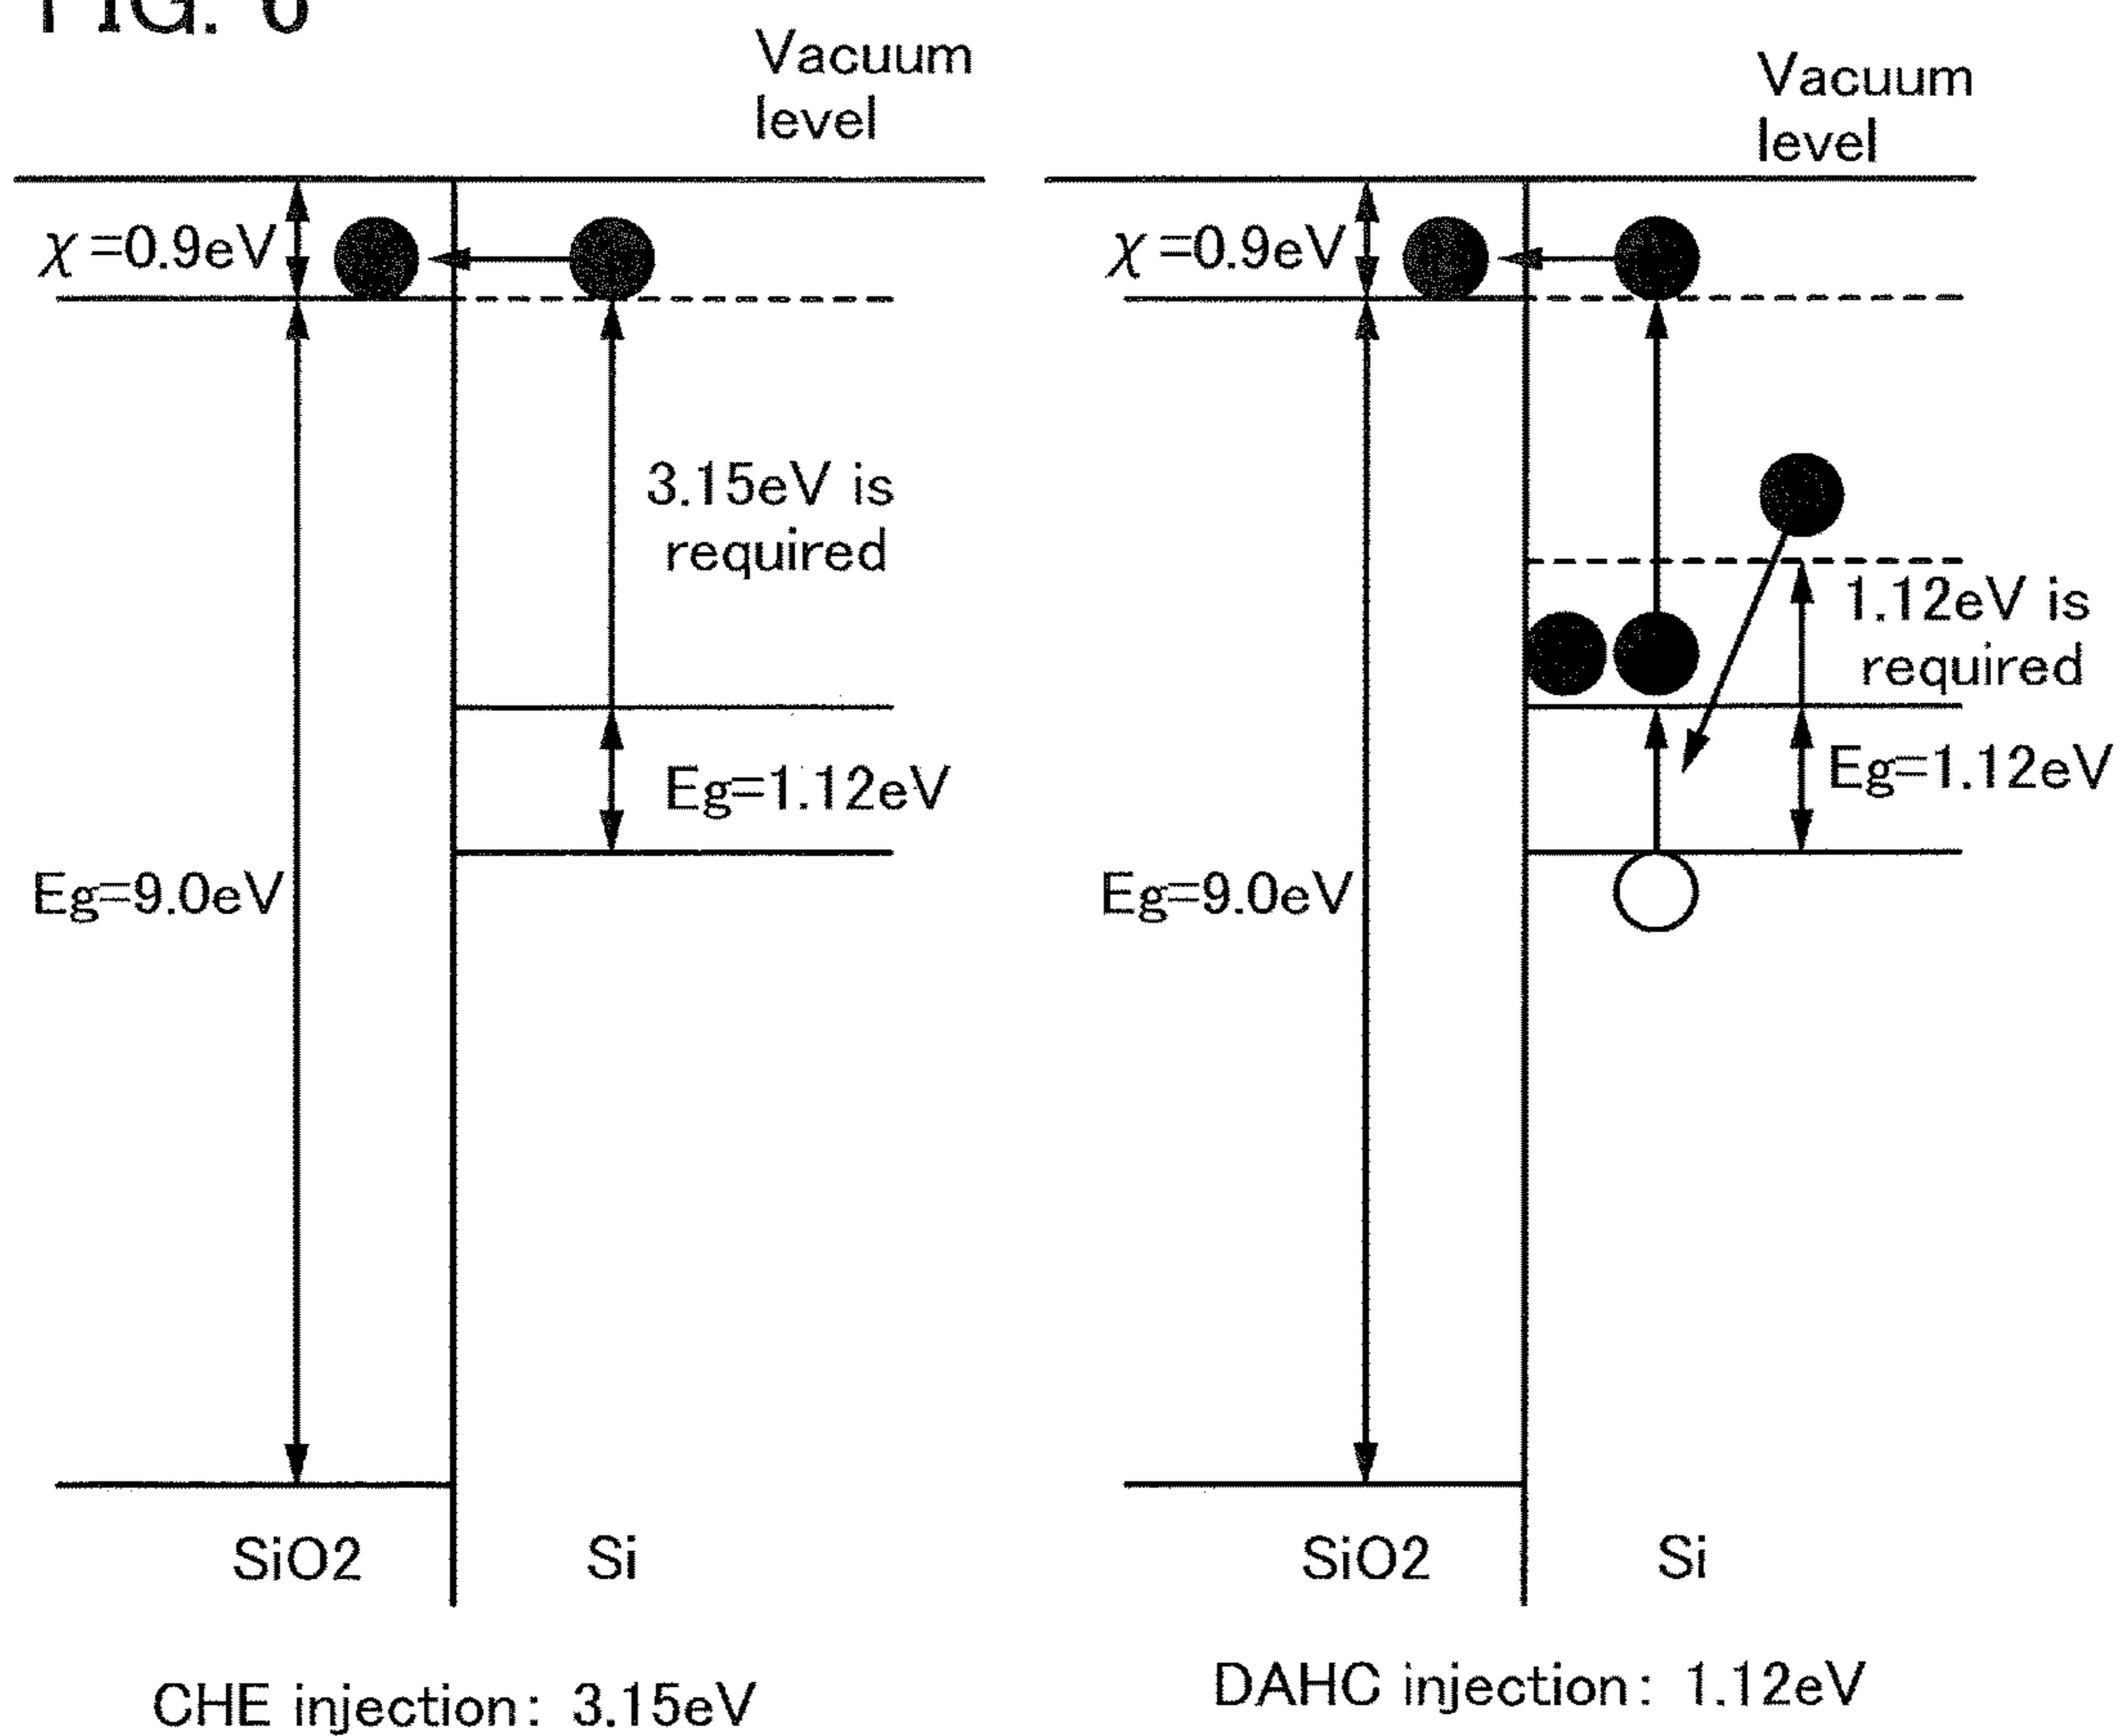 FIG. 6
Vacuum
level
χ=0.9eV
3.15eV is
required
Eg=1.12eV
Eg=9.0eV
SiO2
Si
CHE injection: 3.15eV
Vacuum
level
χ=0.9eV
1.12eV is
required
Eg=1.12eV
Eg=9.0eV
SiO2
Si
DAHC injection: 1.12eV